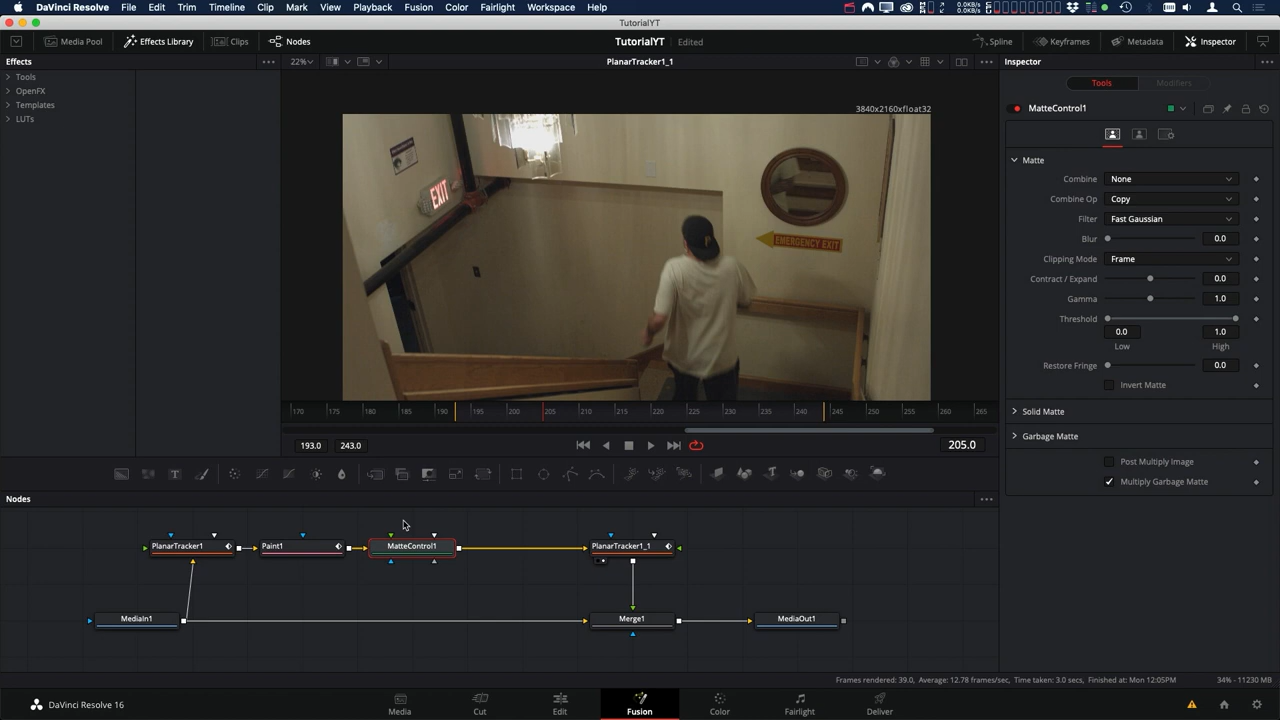 DaVinci Resolve File Edit Trim Timeline Clip Mark View Playback Fusion Color Fairlight Workspace Help
TutorialYT
Media Pool Effects Library Clips Nodes TutorialYT Edited Spline Keyframes Metadata Inspector
Effects 22% PlanarTracker1_1 Inspector
Tools
OpenFX
Templates
LUTs
3840x2160xfloat32
EXIT
EMERGENCY EXIT
Tools Modifiers
MatteControl1
Matte
Combine None
Combine Op Copy
Filter Fast Gaussian
Blur 0.0
Clipping Mode Frame
Contract / Expand 0.0
Gamma 1.0
Threshold
0.0 1.0
Low High
Restore Fringe 0.0
Invert Matte
Solid Matte
Garbage Matte
Post Multiply Image
Multiply Garbage Matte
170 175 180 185 190 195 200 205 210 215 220 225 230 235 240 245 250 255 260 265
193.0 243.0 205.0
Nodes
PlanarTracker1 Paint1 MatteControl1 PlanarTracker1_1
MediaIn1 Merge1 MediaOut1
Frames rendered: 39.0, Average: 12.78 frames/sec, Time taken: 3.0 secs, Finished at: Mon 12:05PM 34% - 11230 MB
DaVinci Resolve 16 Media Cut Edit Fusion Color Fairlight Deliver